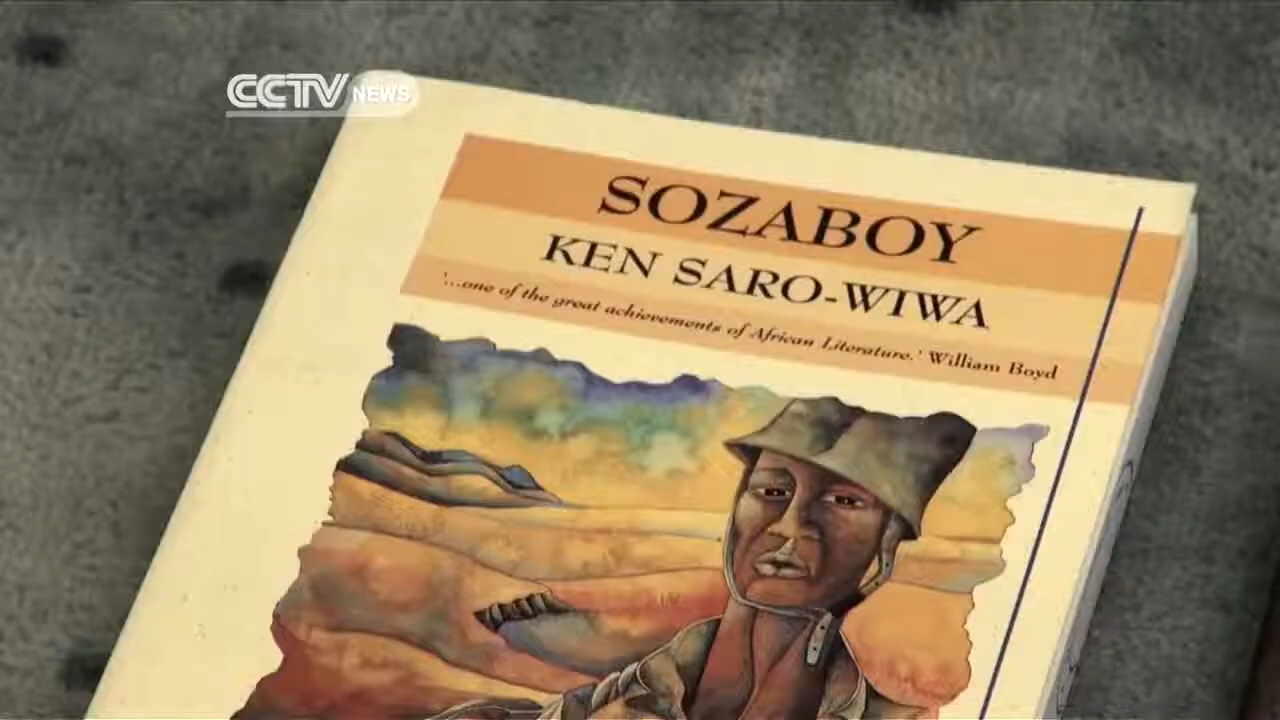 CCTV NEWS
SOZABOY
KEN SARO-WIWA
'...one of the great achievements of African Literature.' William Boyd